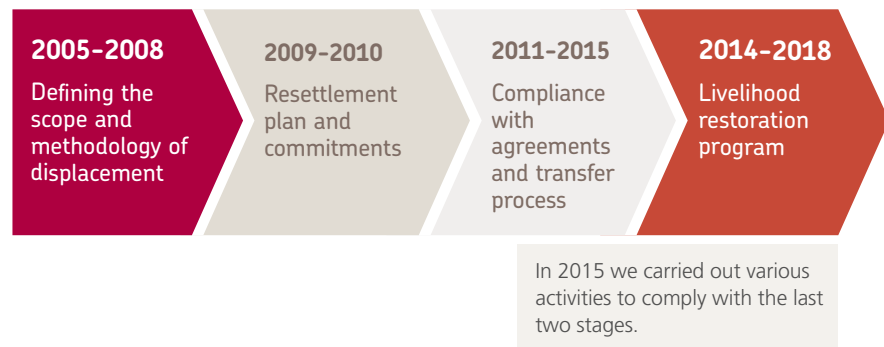 2005-2008
Defining the
scope and
methodology of
displacement
2009-2010
Resettlement
plan and
commitments
2011-2015
Compliance
with
agreements
and transfer
process
2014-2018
Livelihood
restoration
program
In 2015 we carried out various
activities to comply with the last
two stages.